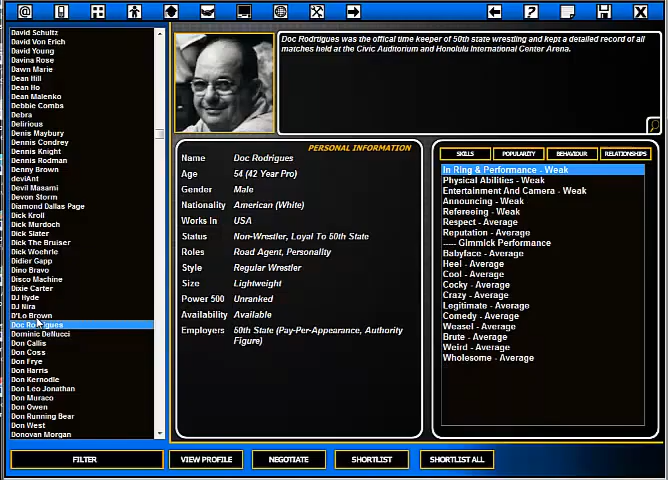 David Schultz
David Von Erich
David Young
Davina Rose
Dawn Marie
Dean Hill
Dean Ho
Dean Malenko
Debbie Combs
Debra
Delirious
Dennis Maybury
Dennis Condrey
Dennis Knight
Dennis Rodman
Denny Brown
deviAnt
Devil Masami
Devon Storm
Diamond Dallas Page
Dick Kroll
Dick Murdoch
Dick Slater
Dick The Bruiser
Dick Woehrle
Didier Gapp
Dino Bravo
Disco Machine
Dixie Carter
DJ Hyde
DJ Nira
D'Lo Brown
Doc Rodrigues
Dominic DeNucci
Don Callis
Don Coss
Don Frye
Don Harris
Don Kernodle
Don Leo Jonathan
Don Muraco
Don Owen
Don Running Bear
Don West
Donovan Morgan
FILTER
Doc Rodrtigues was the offical time keeper of 50th state wrestling and kept a detailed record of all
matches held at the Civic Auditorium and Honolulu International Center Arena.
PERSONAL INFORMATION
Name Doc Rodrigues
Age 54 (42 Year Pro)
Gender Male
Nationality American (White)
Works In USA
Status Non-Wrestler, Loyal To 50th State
Roles Road Agent, Personality
Style Regular Wrestler
Size Lightweight
Power 500 Unranked
Availability Available
Employers 50th State (Pay-Per-Appearance, Authority
Figure)
SKILLS POPULARITY BEHAVIOUR RELATIONSHIPS
In Ring & Performance - Weak
Physical Abilities - Weak
Entertainment And Camera - Weak
Announcing - Weak
Refereeing - Weak
Respect - Average
Reputation - Average
----- Gimmick Performance
Babyface - Average
Heel - Average
Cool - Average
Cocky - Average
Crazy - Average
Legitimate - Average
Comedy - Average
Weasel - Average
Brute - Average
Weird - Average
Wholesome - Average
VIEW PROFILE NEGOTIATE SHORTLIST SHORTLIST ALL